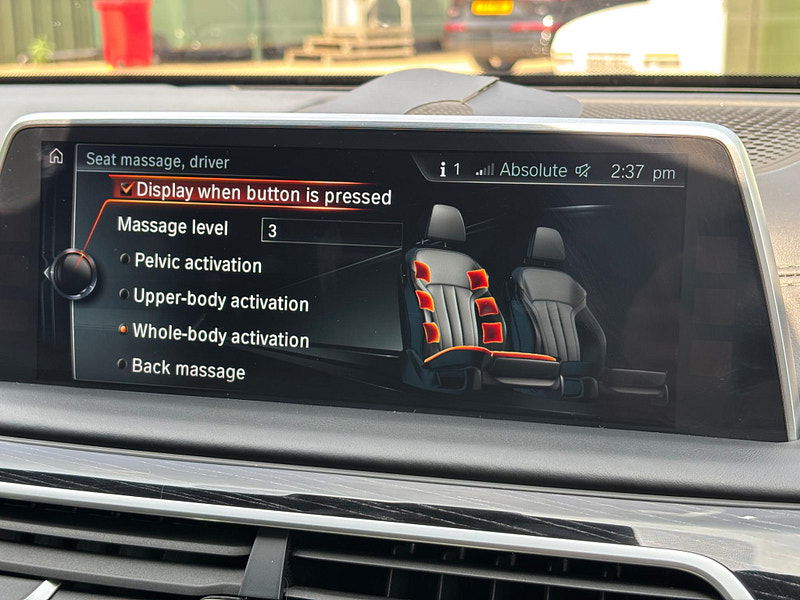 Seat massage, driver
i 1 Absolute 2:37 pm
Display when button is pressed
Massage level 3
Pelvic activation
Upper-body activation
Whole-body activation
Back massage